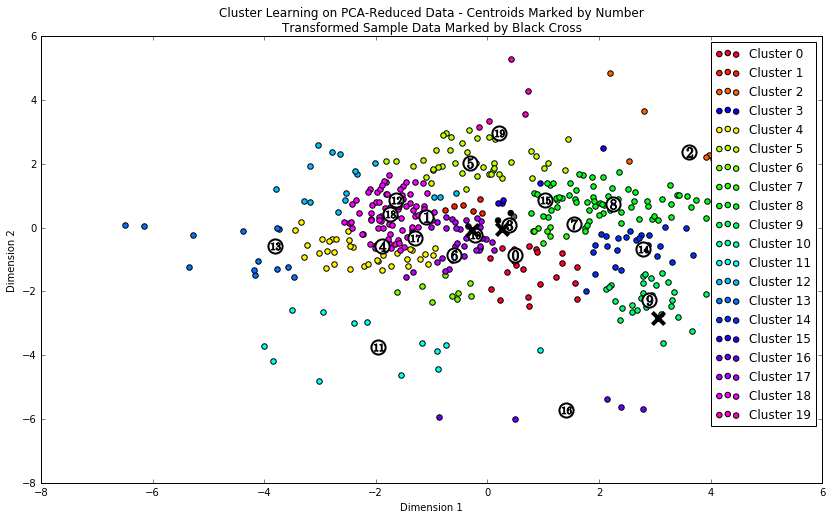 Cluster Learning on PCA-Reduced Data - Centroids Marked by Number
Transformed Sample Data Marked by Black Cross
6
4
2
0
−2
−4
−6
−8
Dimension 2
−8
−6
−4
−2
0
2
4
6
Dimension 1
Cluster 0
Cluster 1
Cluster 2
Cluster 3
Cluster 4
Cluster 5
Cluster 6
Cluster 7
Cluster 8
Cluster 9
Cluster 10
Cluster 11
Cluster 12
Cluster 13
Cluster 14
Cluster 15
Cluster 16
Cluster 17
Cluster 18
Cluster 19
19
5
2
12
15
8
18
1
7
3
17
13
4
6
0
14
9
11
16